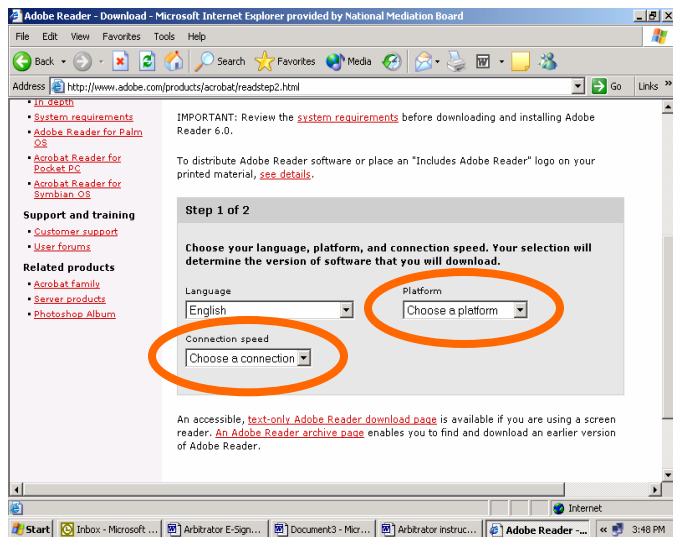 Adobe Reader - Download - Microsoft Internet Explorer provided by National Mediation Board
File Edit View Favorites Tools Help
Back Search Favorites Media
Address http://www.adobe.com/products/acrobat/readstep2.html Go Links »
In depth
System requirements
Adobe Reader for Palm
OS
Acrobat Reader for
Pocket PC
Acrobat Reader for
Symbian OS
Support and training
Customer support
User forums
Related products
Acrobat family
Server products
Photoshop Album
IMPORTANT: Review the system requirements before downloading and installing Adobe
Reader 6.0.
To distribute Adobe Reader software or place an "Includes Adobe Reader" logo on your
printed material, see details.
Step 1 of 2
Choose your language, platform, and connection speed. Your selection will
determine the version of software that you will download.
Language Platform
English Choose a platform
Connection speed
Choose a connection
An accessible, text-only Adobe Reader download page is available if you are using a screen
reader. An Adobe Reader archive page enables you to find and download an earlier version
of Adobe Reader.
Internet
Start Inbox - Microsoft ... Arbitrator E-Sign... Document3 - Micr... Arbitrator instruc... Adobe Reader -... « 3:48 PM